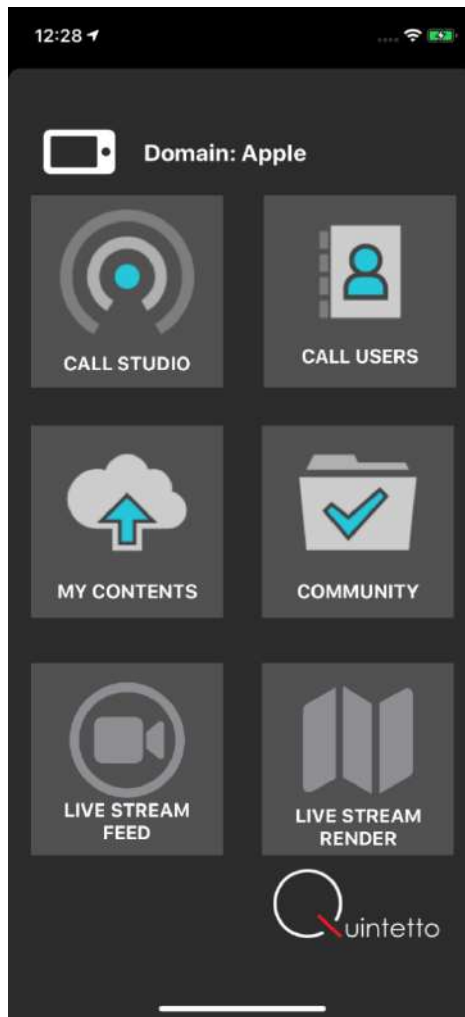 12:28
Domain: Apple
CALL STUDIO
CALL USERS
MY CONTENTS
COMMUNITY
LIVE STREAM
FEED
LIVE STREAM
RENDER
Quintetto